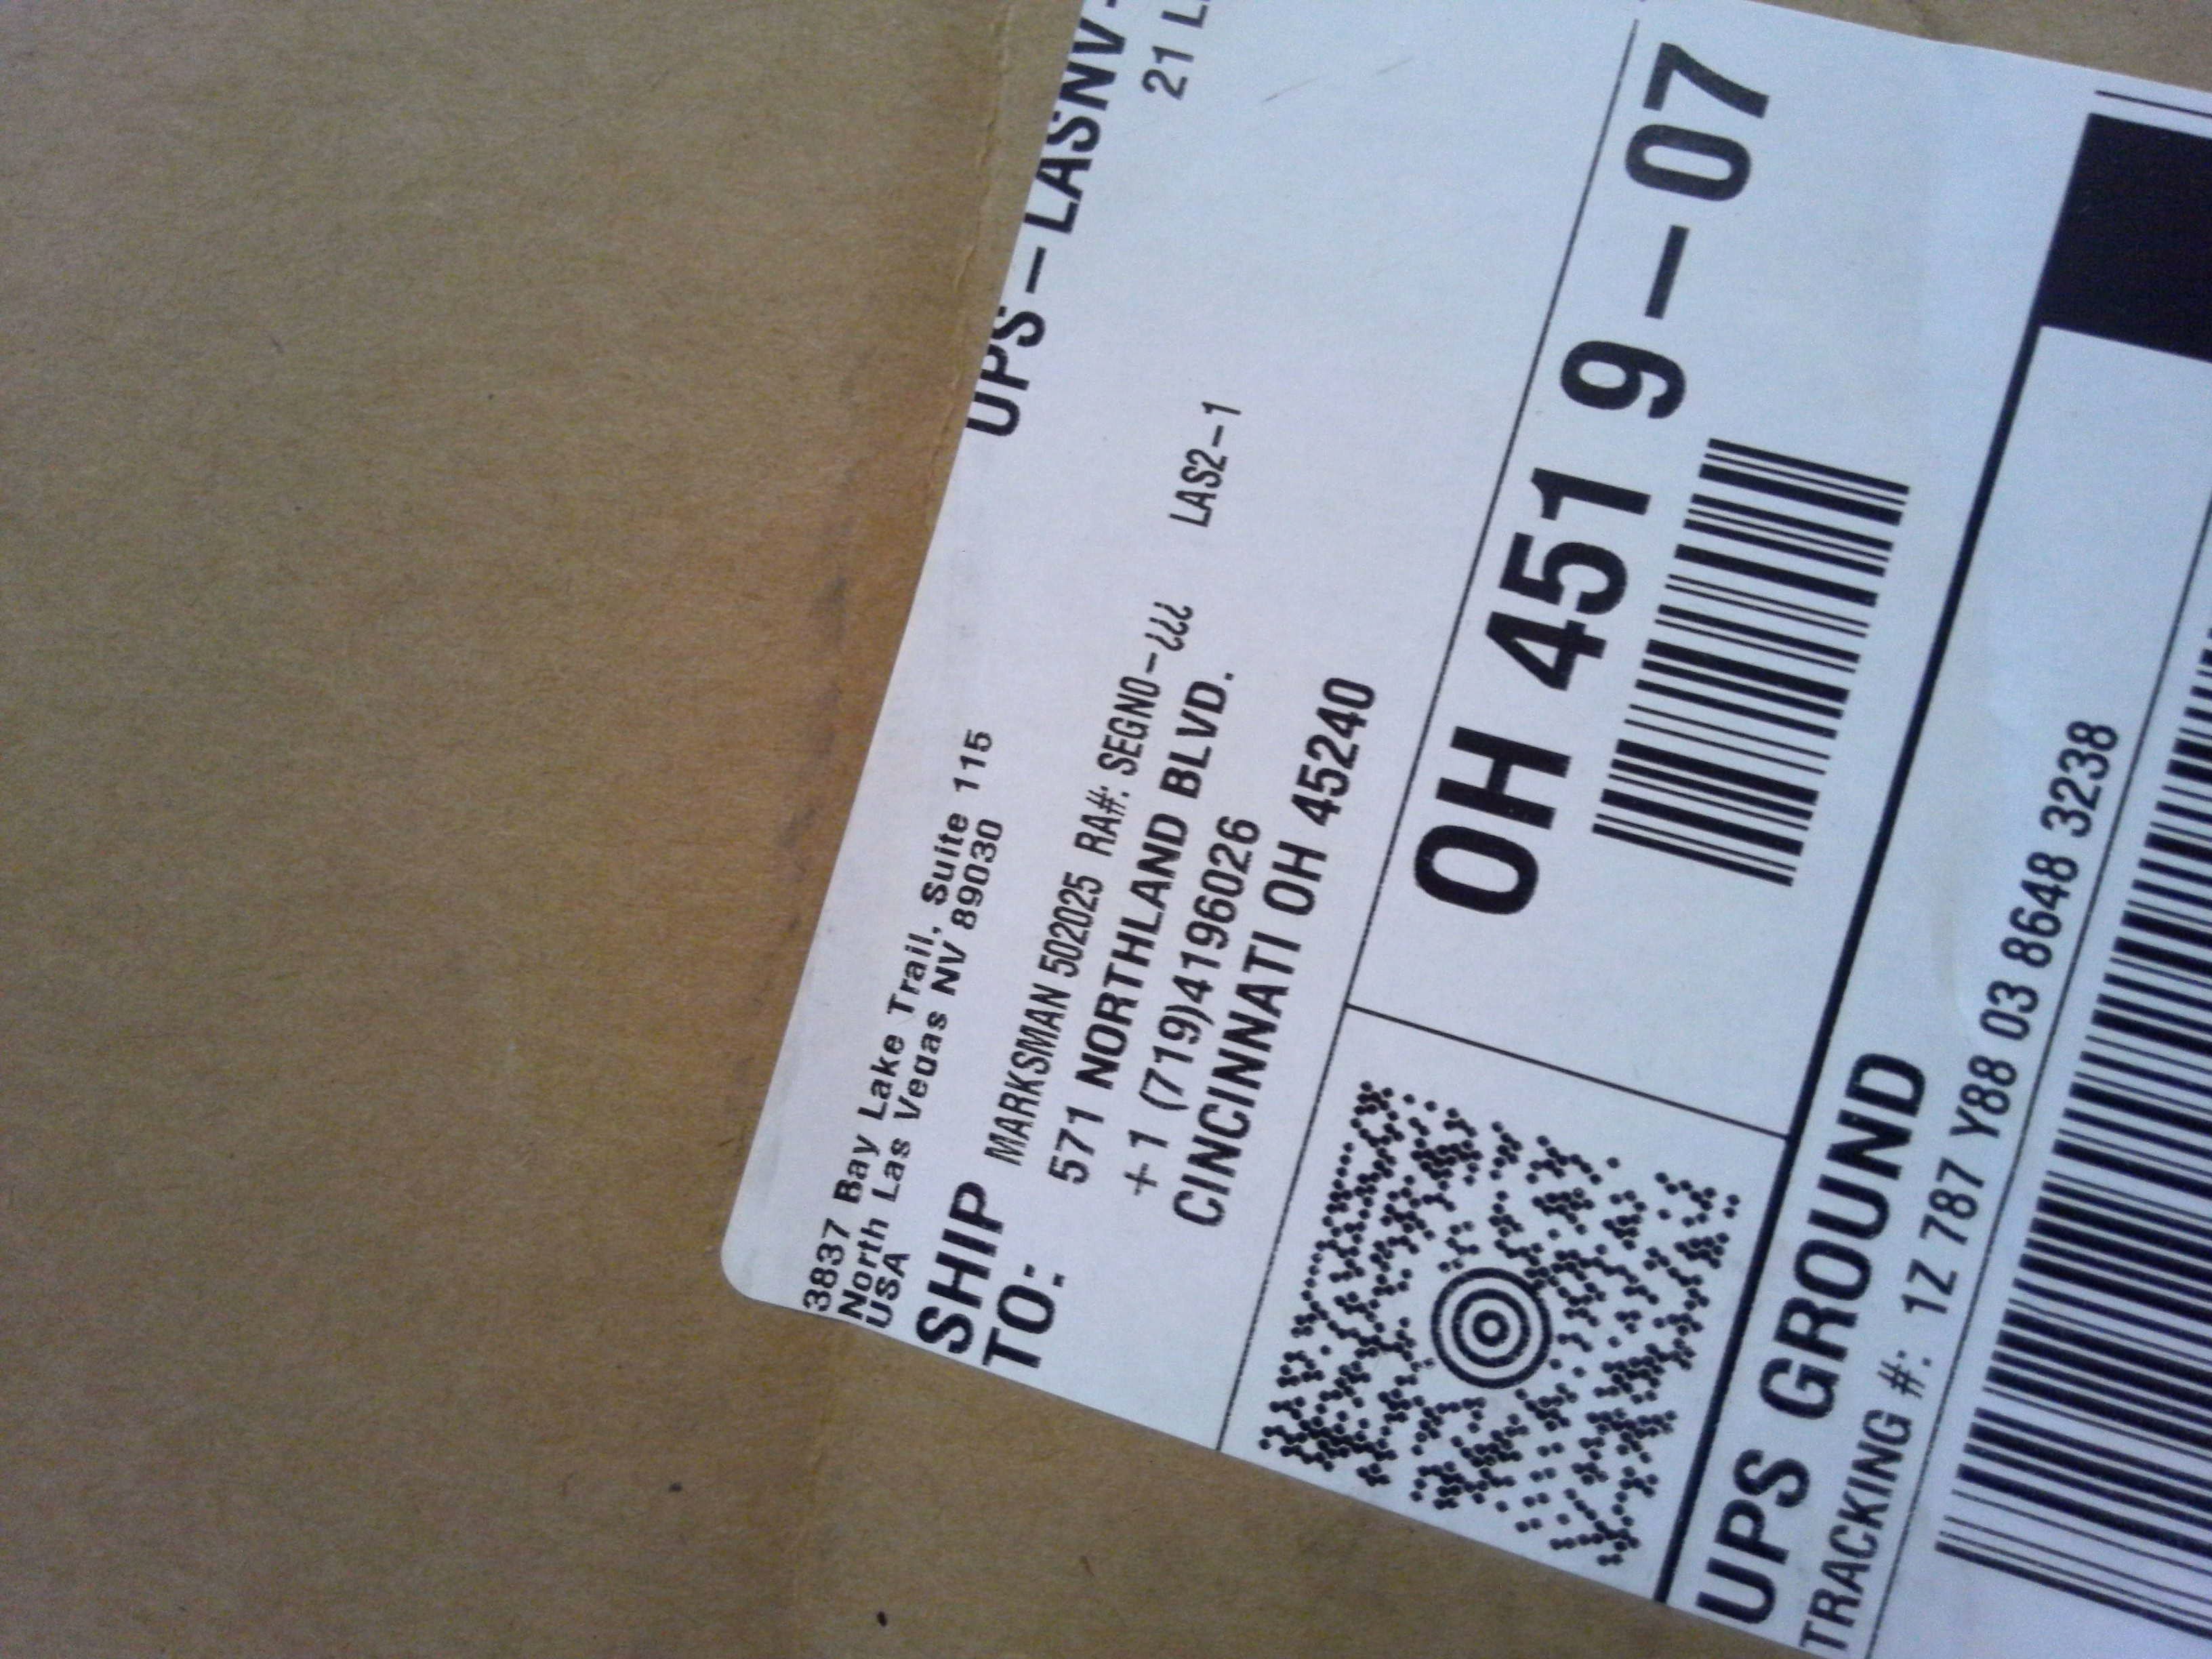 UPS-LASNV-
21 L
3837 Bay Lake Trail, Suite 115
North Las Vegas NV 89030
USA
SHIP
TO:
MARKSMAN 502025 RA#: SEGNO-¿¿¿ LAS2-1
571 NORTHLAND BLVD.
+1 (719)4196026
CINCINNATI OH 45240
OH 451 9-07
UPS GROUND
TRACKING #: 1Z 787 Y88 03 8648 3238